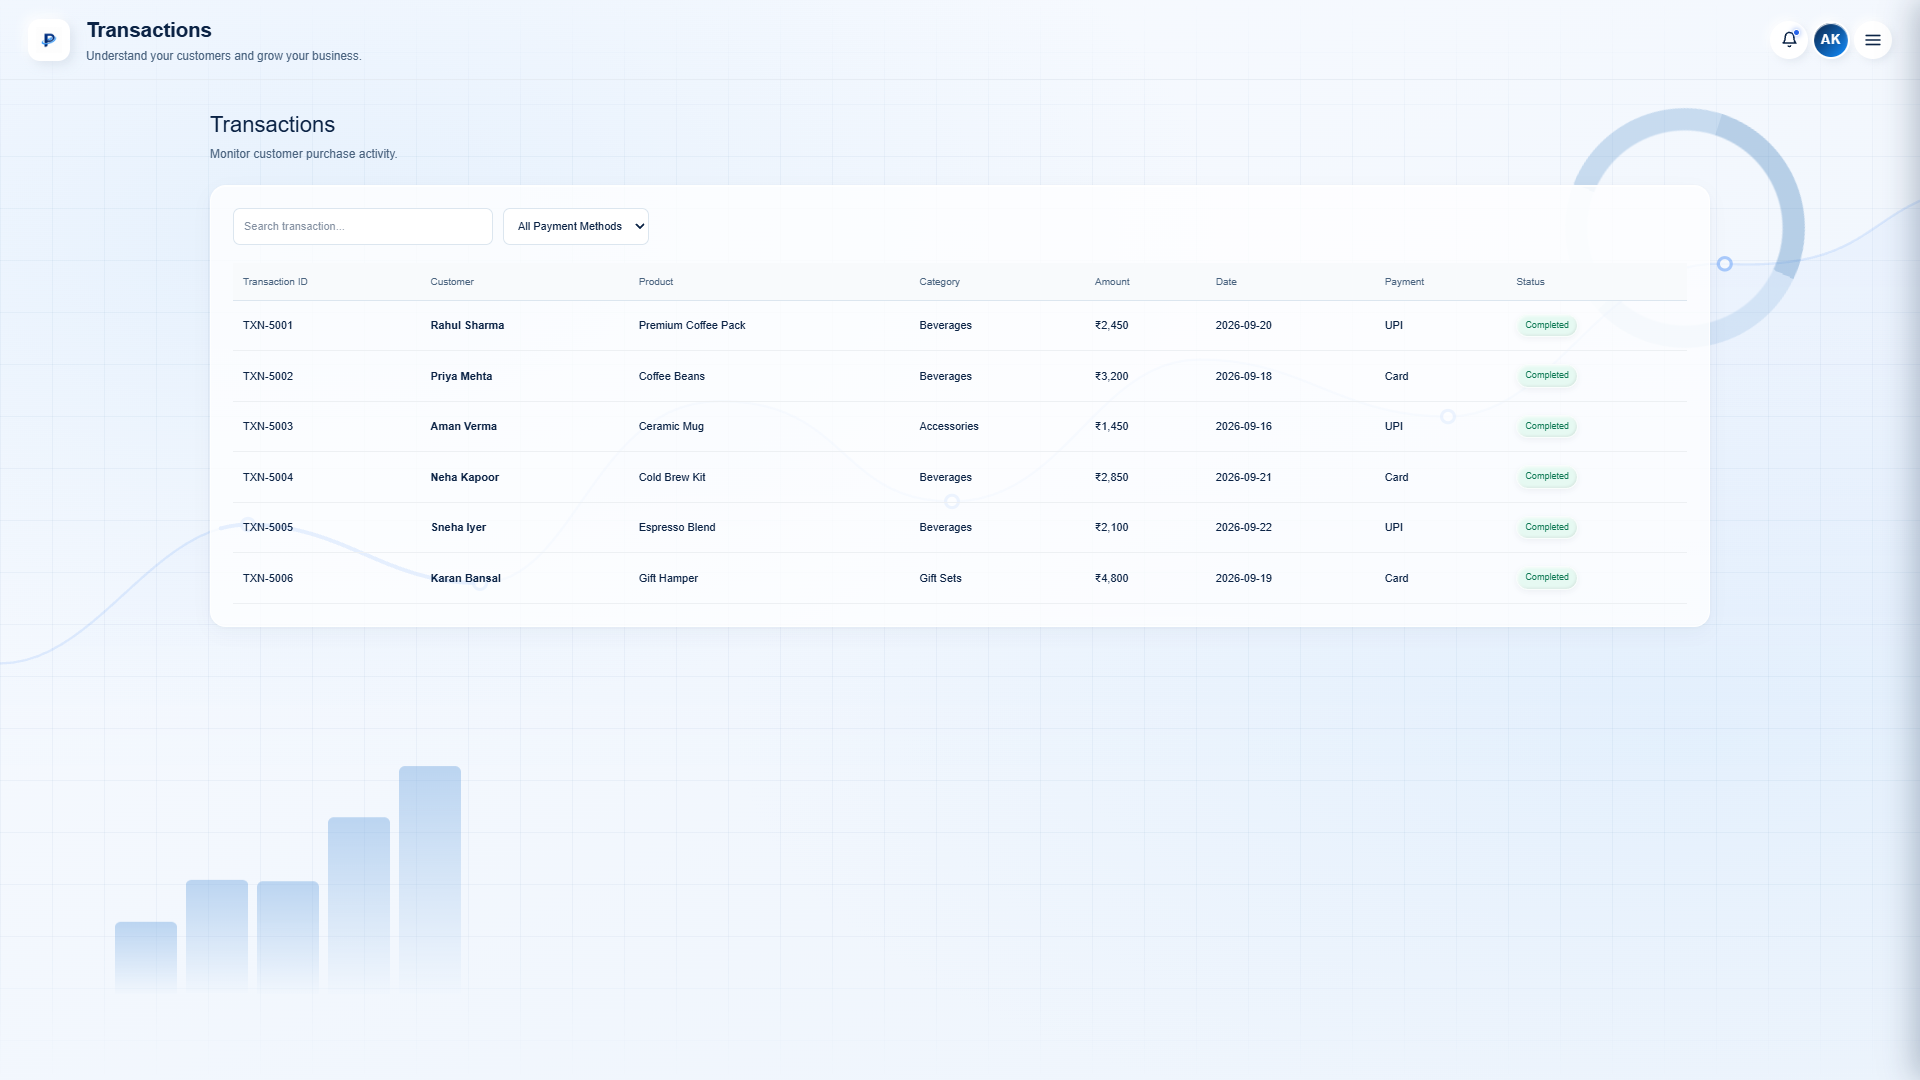 Transactions
Understand your customers and grow your business.
AK
Transactions
Monitor customer purchase activity.
Search transaction...
All Payment Methods
Transaction ID Customer Product Category Amount Date Payment Status
TXN-5001 Rahul Sharma Premium Coffee Pack Beverages ₹2,450 2026-09-20 UPI Completed
TXN-5002 Priya Mehta Coffee Beans Beverages ₹3,200 2026-09-18 Card Completed
TXN-5003 Aman Verma Ceramic Mug Accessories ₹1,450 2026-09-16 UPI Completed
TXN-5004 Neha Kapoor Cold Brew Kit Beverages ₹2,850 2026-09-21 Card Completed
TXN-5005 Sneha Iyer Espresso Blend Beverages ₹2,100 2026-09-22 UPI Completed
TXN-5006 Karan Bansal Gift Hamper Gift Sets ₹4,800 2026-09-19 Card Completed